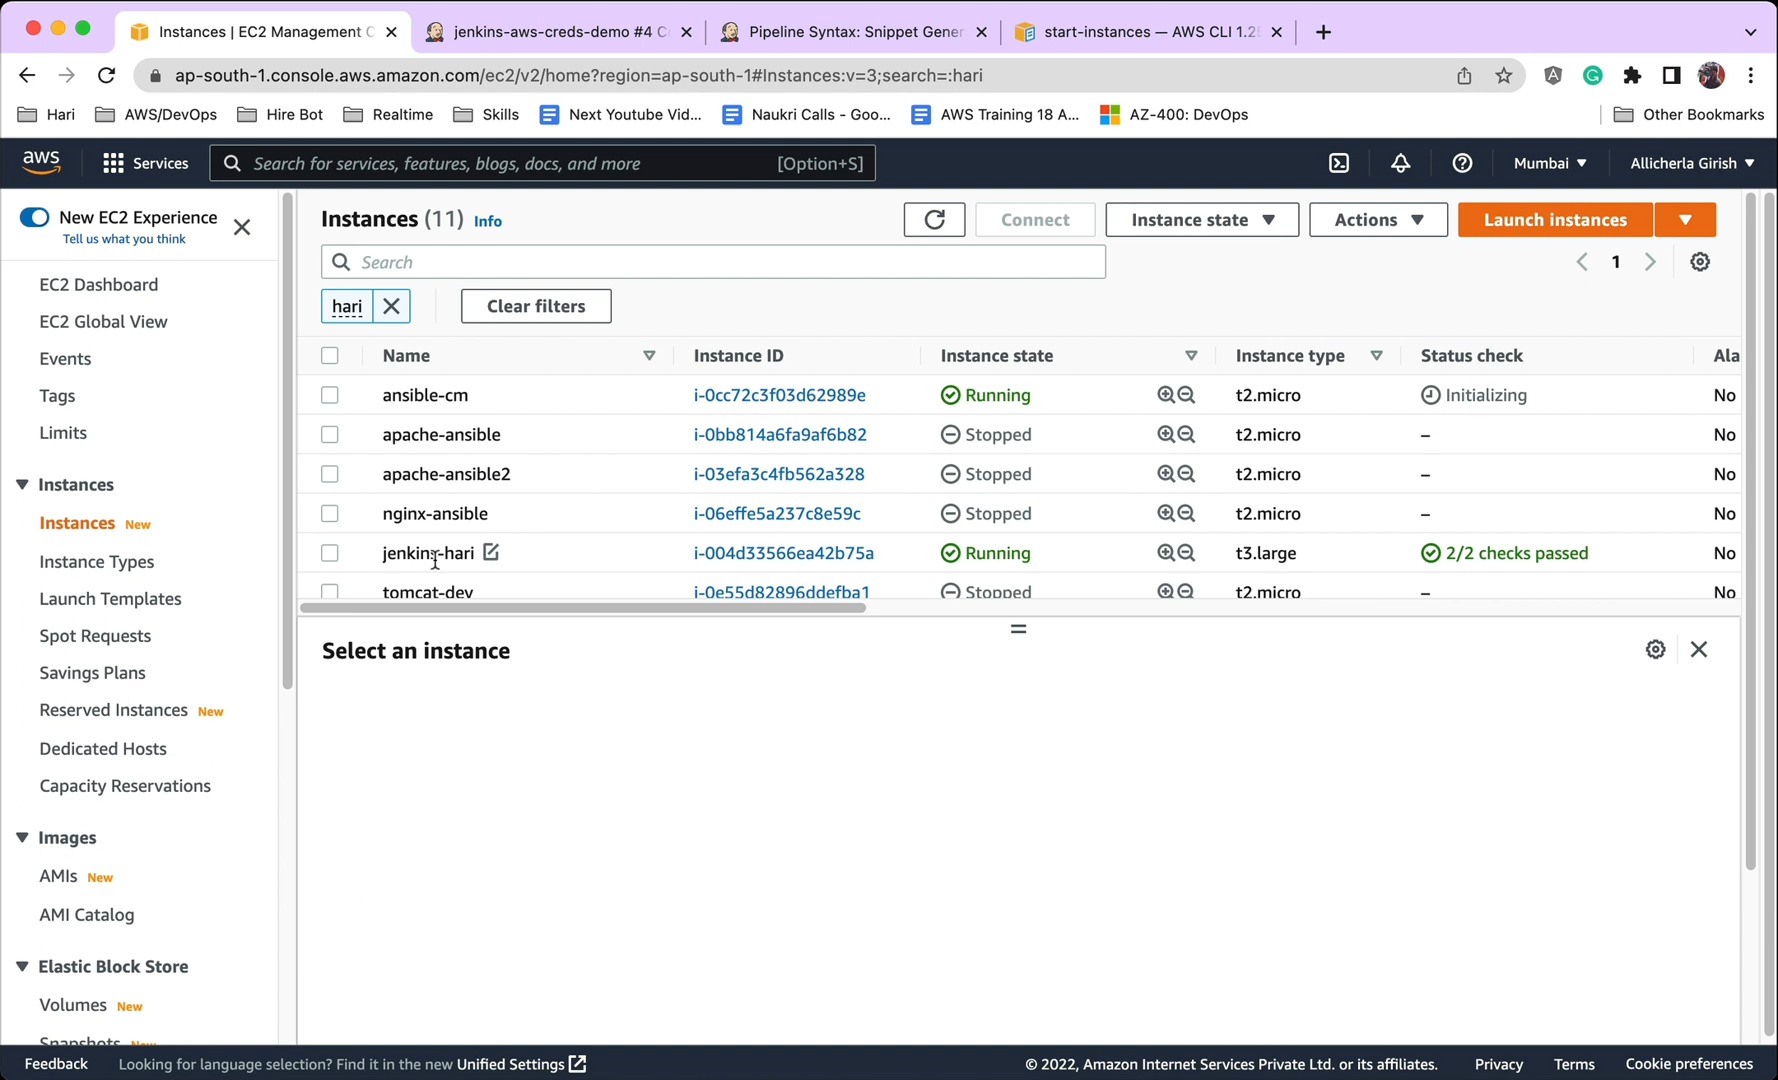 Instances | EC2 Management C
jenkins-aws-creds-demo #4 C
Pipeline Syntax: Snippet Gener
start-instances — AWS CLI 1.2
ap-south-1.console.aws.amazon.com/ec2/v2/home?region=ap-south-1#Instances:v=3;search=:hari
Hari
AWS/DevOps
Hire Bot
Realtime
Skills
Next Youtube Vid...
Naukri Calls - Goo...
AWS Training 18 A...
AZ-400: DevOps
Other Bookmarks
aws
Services
Search for services, features, blogs, docs, and more
[Option+S]
Mumbai
Allicherla Girish
New EC2 Experience
Tell us what you think
EC2 Dashboard
EC2 Global View
Events
Tags
Limits
Instances
Instances New
Instance Types
Launch Templates
Spot Requests
Savings Plans
Reserved Instances New
Dedicated Hosts
Capacity Reservations
Images
AMIs New
AMI Catalog
Elastic Block Store
Volumes New
Snapshots New
Instances (11) Info
Connect
Instance state
Actions
Launch instances
Search
1
hari
Clear filters
Name Instance ID Instance state Instance type Status check Ala
ansible-cm i-0cc72c3f03d62989e Running t2.micro Initializing No
apache-ansible i-0bb814a6fa9af6b82 Stopped t2.micro – No
apache-ansible2 i-03efa3c4fb562a328 Stopped t2.micro – No
nginx-ansible i-06effe5a237c8e59c Stopped t2.micro – No
jenkins-hari i-004d33566ea42b75a Running t3.large 2/2 checks passed No
tomcat-dev i-0e55d82896ddefba1 Stopped t2.micro – No
Select an instance
Feedback
Looking for language selection? Find it in the new Unified Settings
© 2022, Amazon Internet Services Private Ltd. or its affiliates.
Privacy
Terms
Cookie preferences